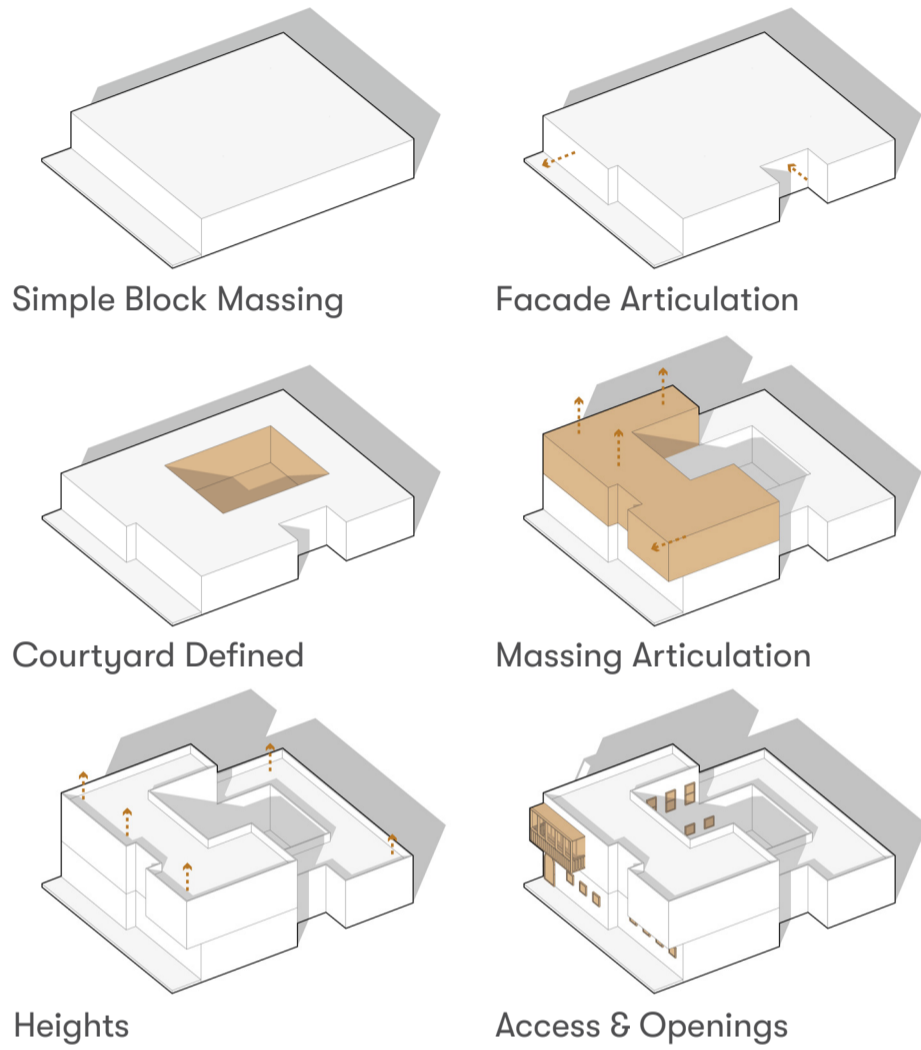 Simple Block Massing
Facade Articulation
Courtyard Defined
Massing Articulation
Heights
Access & Openings